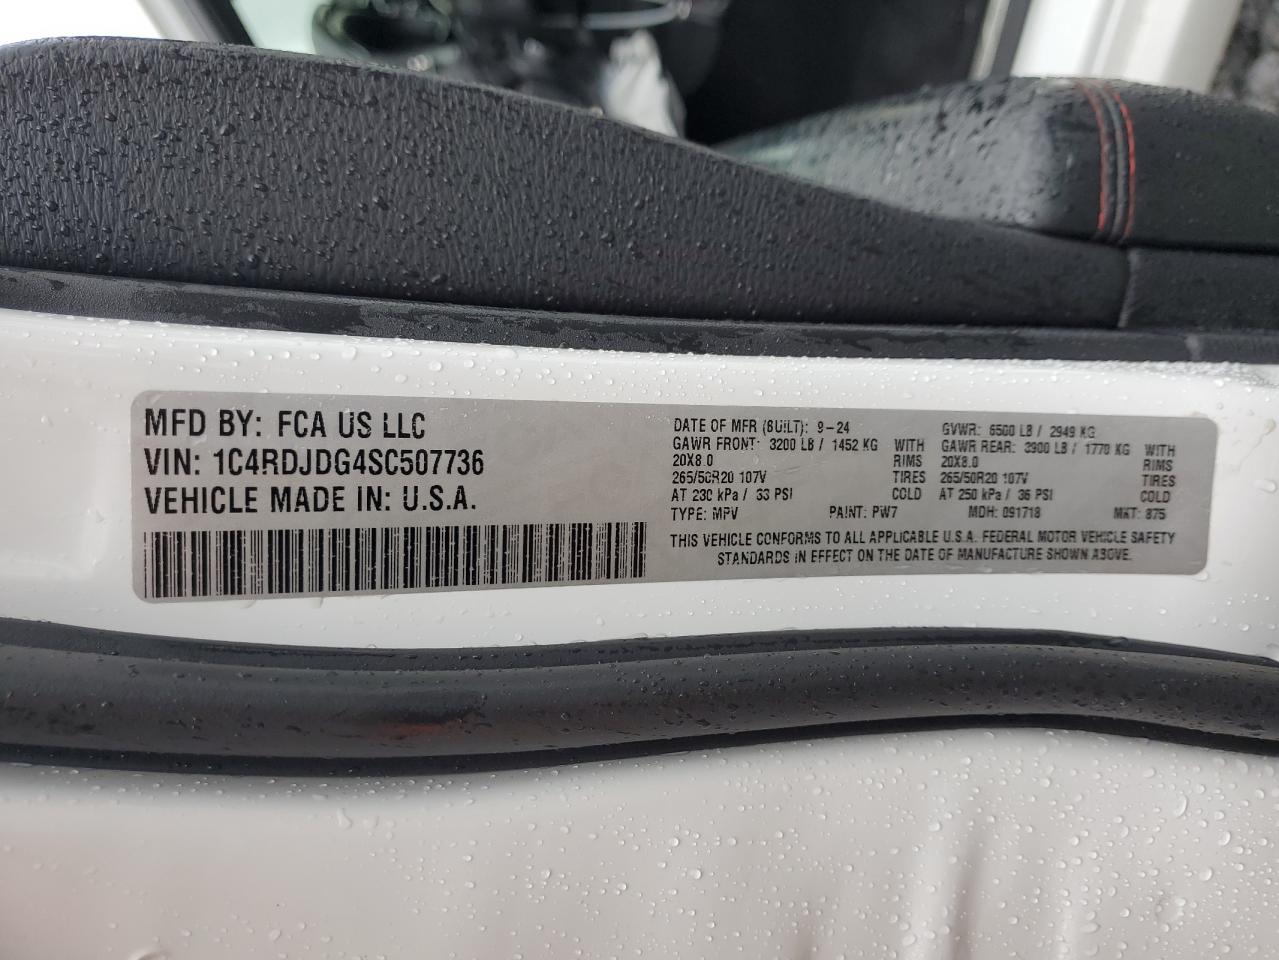 MFD BY: FCA US LLC
VIN: 1C4RDJDG4SC507736
VEHICLE MADE IN: U.S.A.
DATE OF MFR (BUILT): 9-24 GVWR: 6500 LB / 2949 KG
GAWR FRONT: 3200 LB / 1452 KG WITH GAWR REAR: 3900 LB / 1770 KG WITH
20X8.0 RIMS 20X8.0 RIMS
265/50R20 107V TIRES 265/50R20 107V TIRES
AT 230 kPa / 33 PSI COLD AT 250 kPa / 36 PSI COLD
TYPE: MPV PAINT: PW7 MDH: 091718 MKT: 875
THIS VEHICLE CONFORMS TO ALL APPLICABLE U.S.A. FEDERAL MOTOR VEHICLE SAFETY
STANDARDS IN EFFECT ON THE DATE OF MANUFACTURE SHOWN ABOVE.